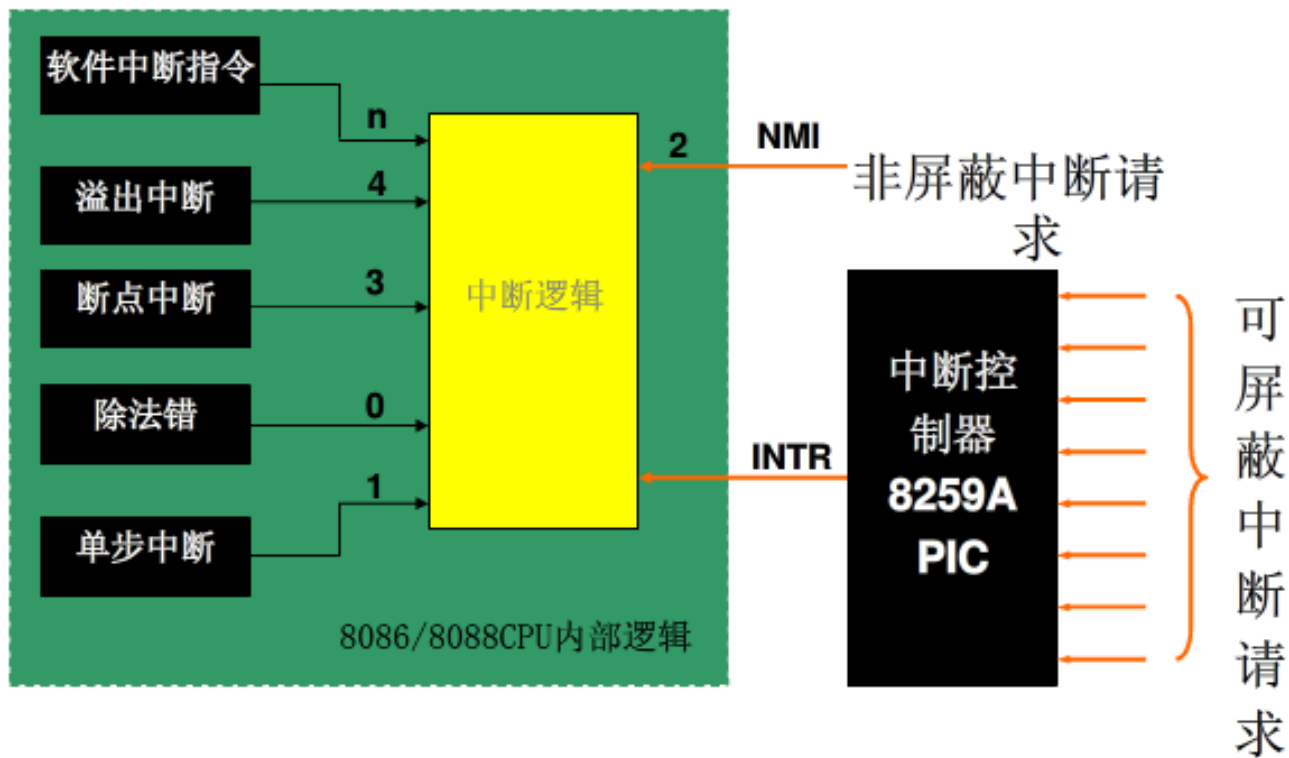 软件中断指令
n
溢出中断
4
断点中断
3
除法错
0
单步中断
1
中断逻辑
8086/8088CPU内部逻辑
2
NMI
非屏蔽中断请
求
INTR
中断控
制器
8259A
PIC
可
屏
蔽
中
断
请
求